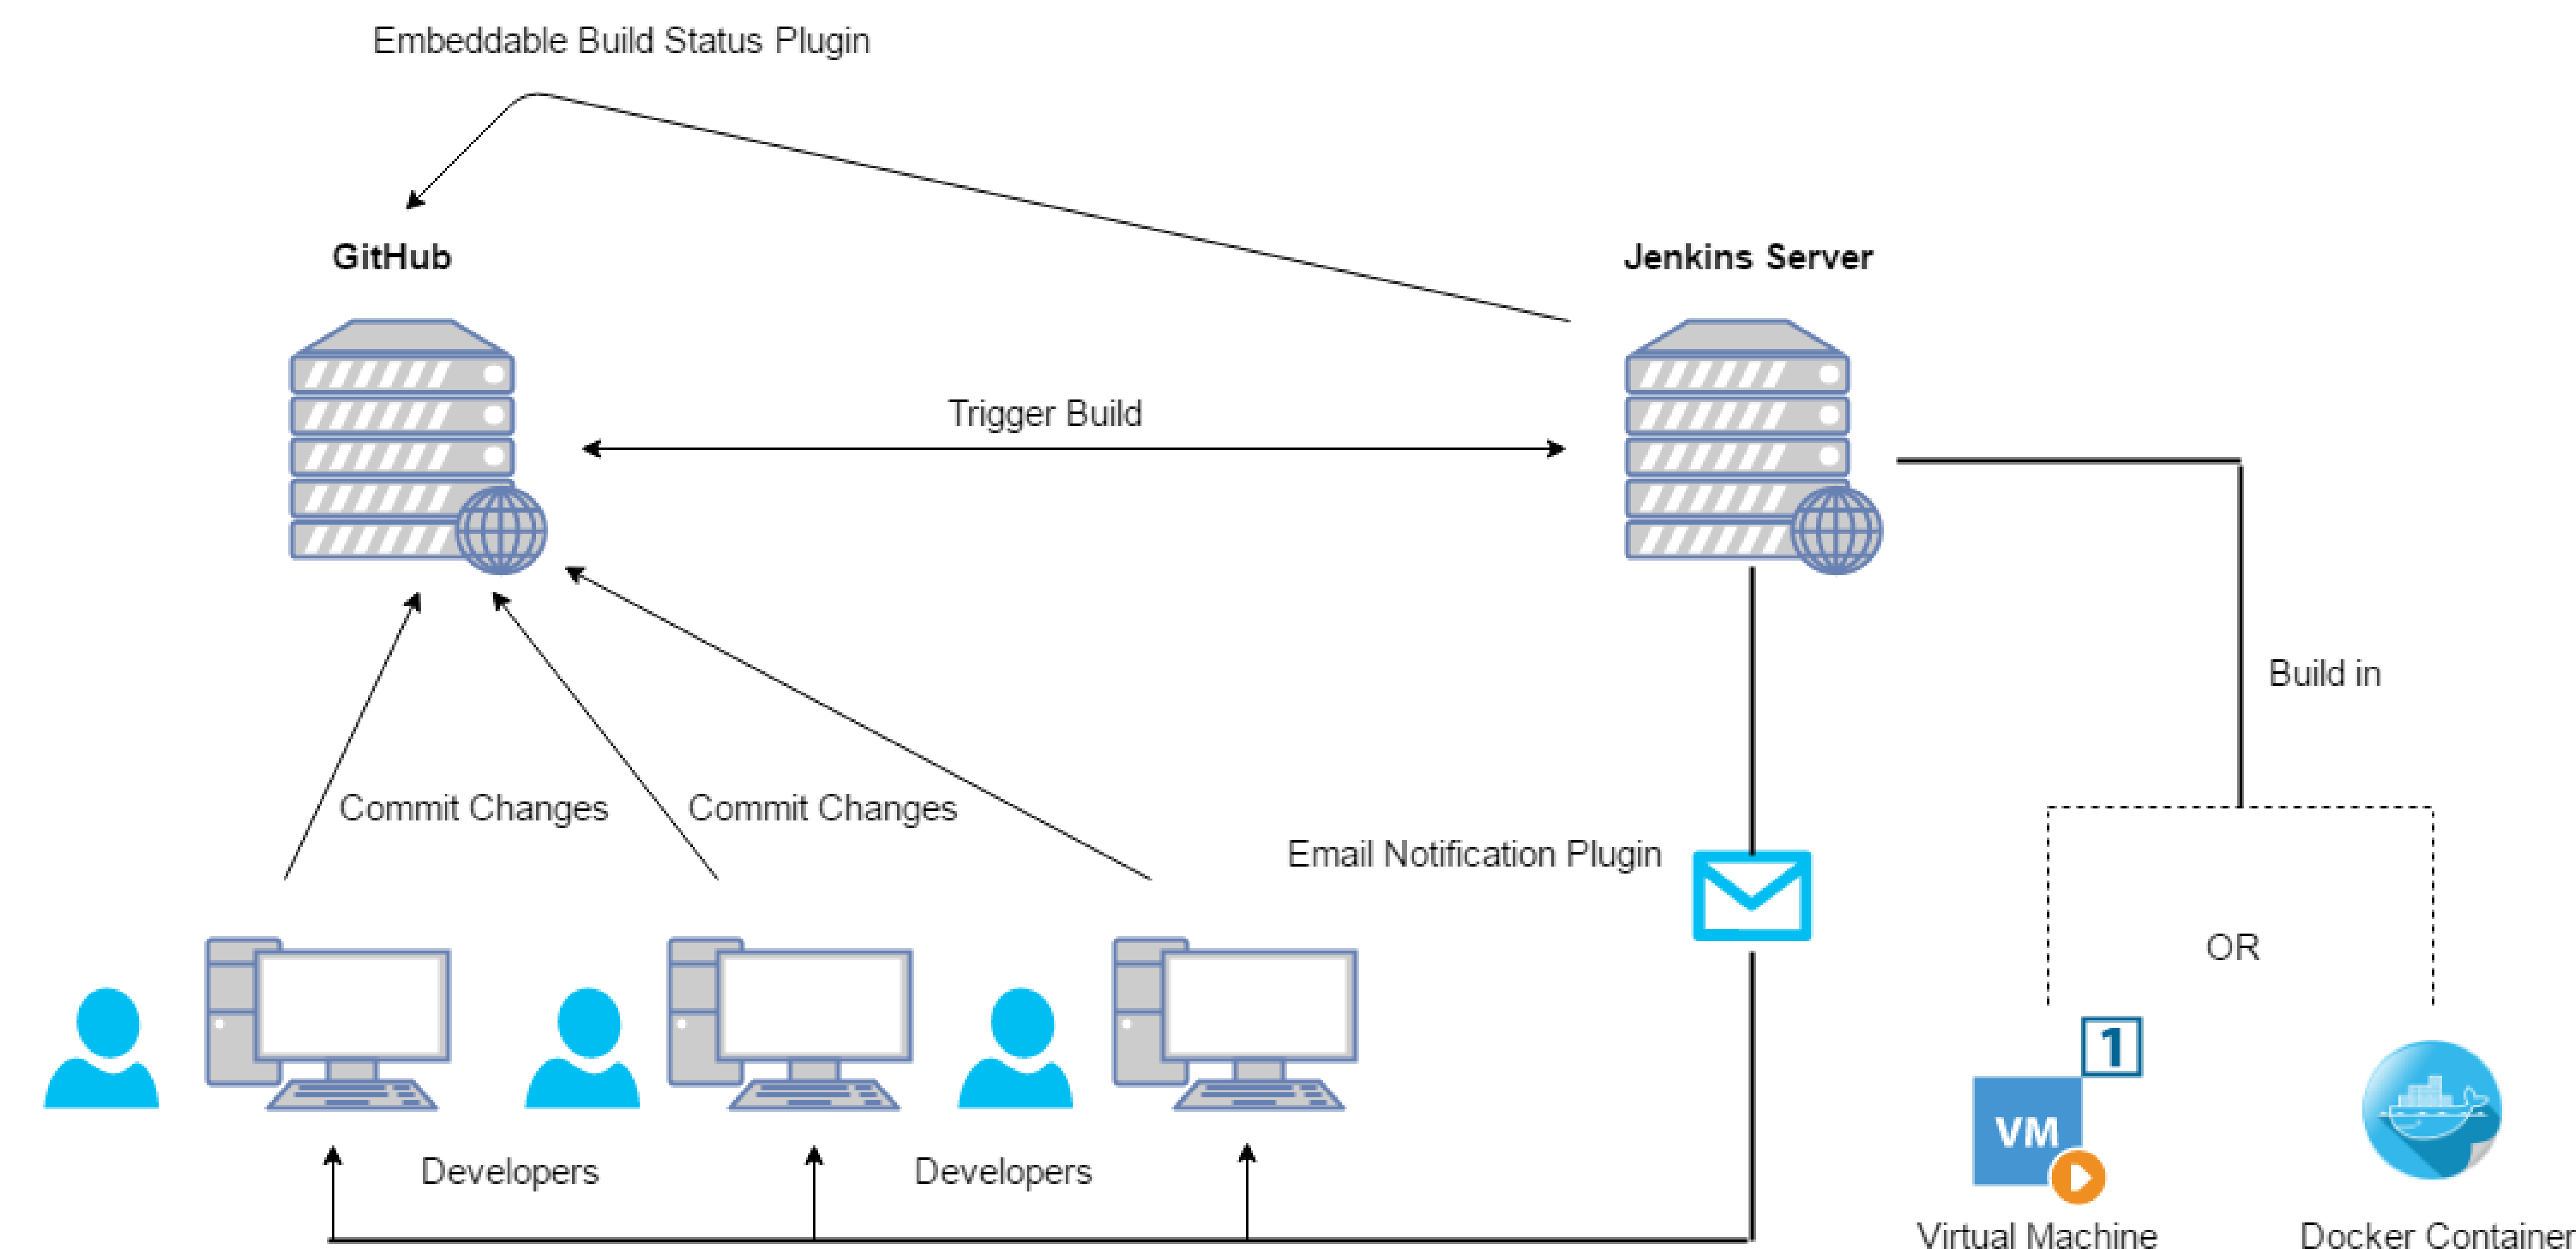 Embeddable Build Status Plugin
GitHub
Jenkins Server
Trigger Build
Build in
Commit Changes
Commit Changes
Email Notification Plugin
OR
1
VM
Developers
Developers
Virtual Machine
Docker Container